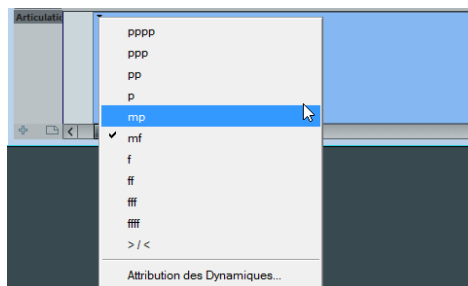 Articulatio
pppp
ppp
pp
p
mp
mf
f
ff
fff
ffff
> / <
Attribution des Dynamiques...